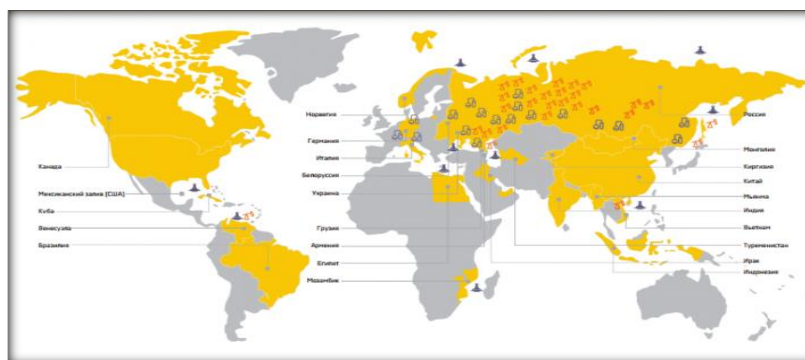 Канада
Мексиканский залив (США)
Куба
Венесуэла
Бразилия
Норвегия
Германия
Италия
Белоруссия
Украина
Грузия
Армения
Египет
Мозамбик
Россия
Монголия
Киргизия
Китай
Мьянма
Индия
Вьетнам
Туркменистан
Ирак
Индонезия